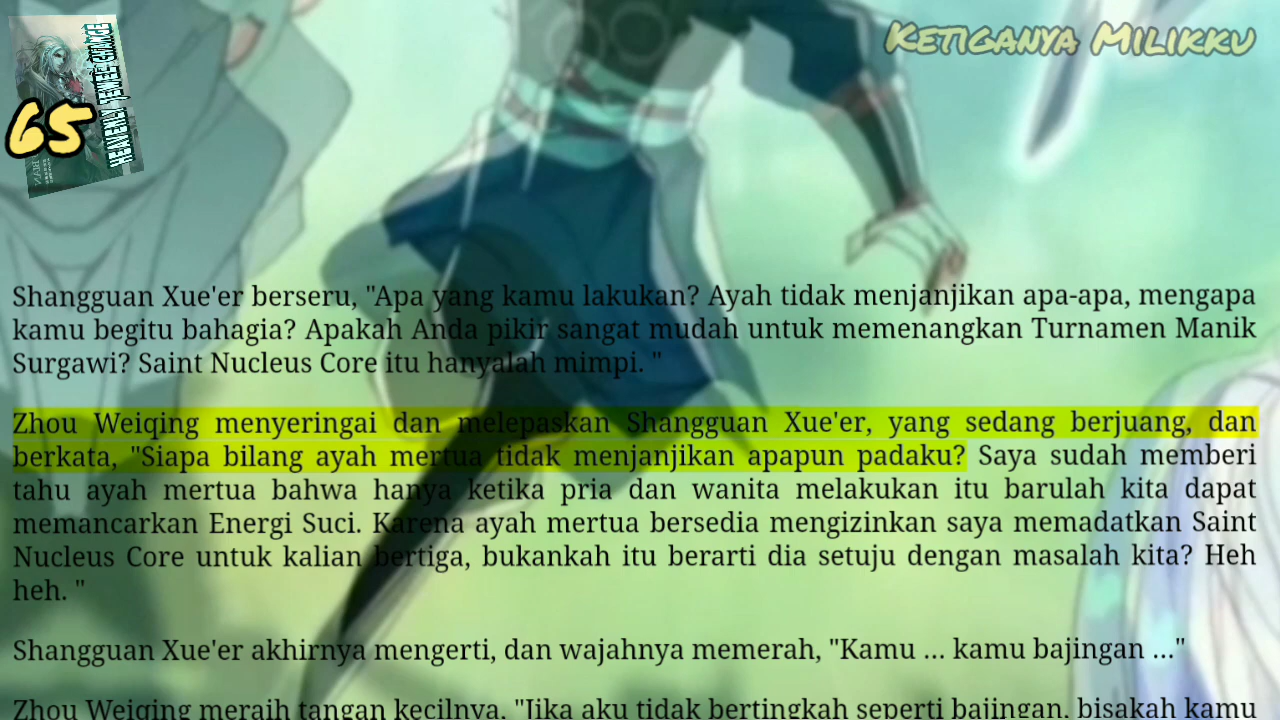 Ketiganya Milikku
HEAVENLY JEWEL CHANGE
65
Shangguan Xue'er berseru, "Apa yang kamu lakukan? Ayah tidak menjanjikan apa-apa, mengapa
kamu begitu bahagia? Apakah Anda pikir sangat mudah untuk memenangkan Turnamen Manik
Surgawi? Saint Nucleus Core itu hanyalah mimpi. "
Zhou Weiqing menyeringai dan melepaskan Shangguan Xue'er, yang sedang berjuang, dan
berkata, "Siapa bilang ayah mertua tidak menjanjikan apapun padaku? Saya sudah memberi
tahu ayah mertua bahwa hanya ketika pria dan wanita melakukan itu barulah kita dapat
memancarkan Energi Suci. Karena ayah mertua bersedia mengizinkan saya memadatkan Saint
Nucleus Core untuk kalian bertiga, bukankah itu berarti dia setuju dengan masalah kita? Heh
heh. "
Shangguan Xue'er akhirnya mengerti, dan wajahnya memerah, "Kamu ... kamu bajingan ..."
Zhou Weiqing meraih tangan kecilnya, "Jika aku tidak bertingkah seperti bajingan, bisakah kamu